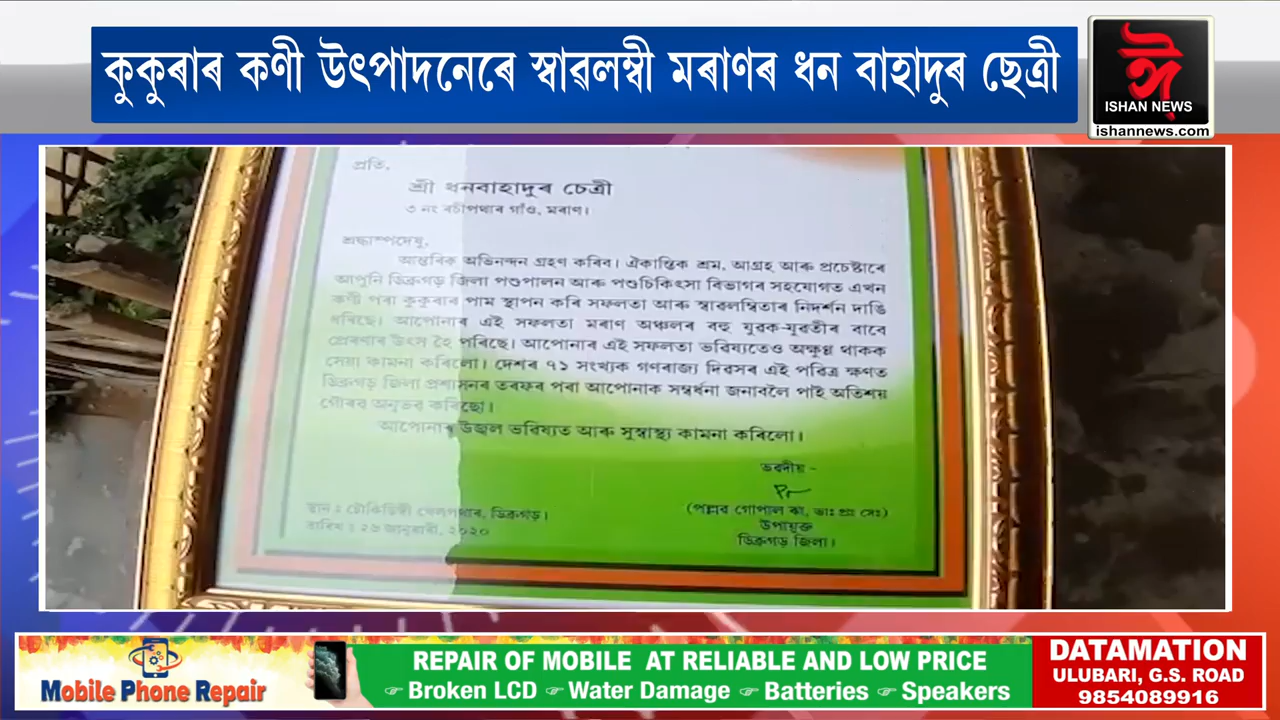 কুকুৰাৰ কণী উৎপাদনেৰে স্বাৱলম্বী মৰাণৰ ধন বাহাদুৰ ছেত্ৰী
ঈ
ISHAN NEWS
ishannews.com
প্ৰতি,
শ্ৰী ধনবাহাদুৰ চেত্ৰী
৩ নং ৰচীপথাৰ গাঁও, মৰাণ।
শ্ৰদ্ধাস্পদেষু,
আন্তৰিক অভিনন্দন গ্ৰহণ কৰিব। ঐকান্তিক শ্ৰম, আগ্ৰহ আৰু প্ৰচেষ্টাৰে
আপুনি ডিব্ৰুগড় জিলা পশুপালন আৰু পশুচিকিৎসা বিভাগৰ সহযোগত এখন
কণী পৰা কুকুৰাৰ পাম স্থাপন কৰি সফলতা আৰু স্বাৱলম্বিতাৰ নিদৰ্শন দাঙি
ধৰিছে। আপোনাৰ এই সফলতা মৰাণ অঞ্চলৰ বহু যুৱক-যুৱতীৰ বাবে
প্ৰেৰণাৰ উৎস হৈ পৰিছে। আপোনাৰ এই সফলতা ভৱিষ্যতেও অক্ষুণ্ণ থাকক
সেয়া কামনা কৰিলো। দেশৰ ৭১ সংখ্যক গণৰাজ্য দিৱসৰ এই পবিত্ৰ ক্ষণত
ডিব্ৰুগড় জিলা প্ৰশাসনৰ তৰফৰ পৰা আপোনাক সম্বৰ্ধনা জনাবলৈ পাই অতিশয়
গৌৰৱ অনুভৱ কৰিছো।
আপোনাৰ উজ্বল ভৱিষ্যত আৰু সুস্বাস্থ্য কামনা কৰিলো।
ভৱদীয় -
(পল্লৱ গোপাল ঝা, ভাঃ প্ৰঃ সেঃ)
উপায়ুক্ত
ডিব্ৰুগড় জিলা।
স্থান : চৌকিডিঙ্গী খেলপথাৰ, ডিব্ৰুগড়।
তাৰিখ : ২৬ জানুৱাৰী, ২০২০
Mobile Phone Repair
REPAIR OF MOBILE AT RELIABLE AND LOW PRICE
☞ Broken LCD ☞ Water Damage ☞ Batteries ☞ Speakers
DATAMATION
ULUBARI, G.S. ROAD
9854089916